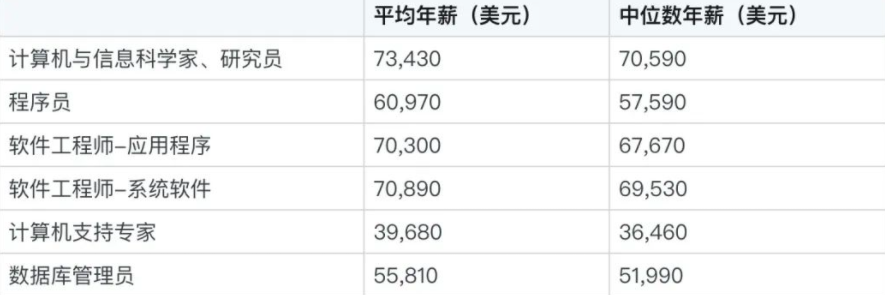 平均年薪（美元） 中位数年薪（美元）
计算机与信息科学家、研究员 73,430 70,590
程序员 60,970 57,590
软件工程师–应用程序 70,300 67,670
软件工程师–系统软件 70,890 69,530
计算机支持专家 39,680 36,460
数据库管理员 55,810 51,990